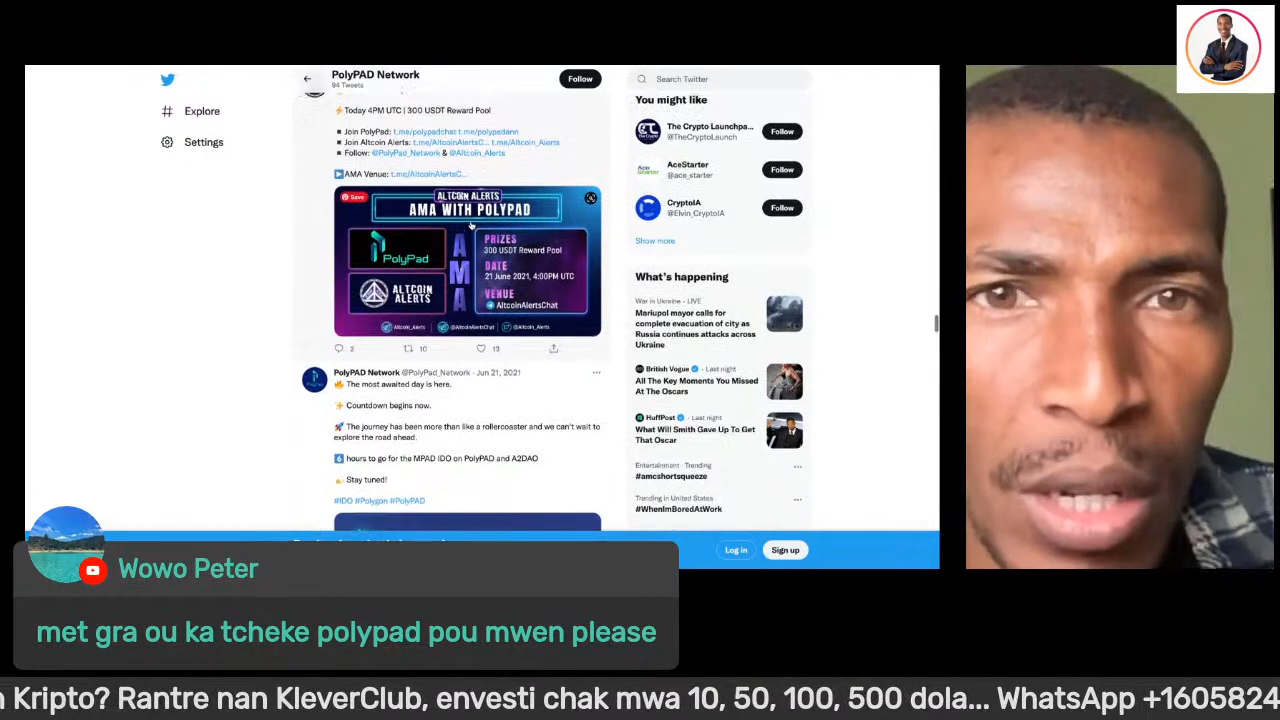 PolyPAD Network
94 Tweets
Follow
Search Twitter
Explore
Settings
⚡Today 4PM UTC | 300 USDT Reward Pool
Join PolyPad: t.me/polypadchat t.me/polypadann
Join Altcoin Alerts: t.me/AltcoinAlertsC... t.me/Altcoin_Alerts
Follow: @PolyPad_Network & @Altcoin_Alerts
▶AMA Venue: t.me/AltcoinAlertsC...
Save
ALTCOIN ALERTS
AMA WITH POLYPAD
PolyPad
ALTCOIN
ALERTS
AMA
PRIZES
300 USDT Reward Pool
DATE
21 June 2021, 4:00PM UTC
VENUE
AltcoinAlertsChat
Altcoin_Alerts
@AltcoinAlertsChat
@Altcoin_Alerts
2
10
13
PolyPAD Network @PolyPad_Network · Jun 21, 2021
🔥 The most awaited day is here.
✨ Countdown begins now.
🚀 The journey has been more than like a rollercoaster and we can't wait to
explore the road ahead.
6 hours to go for the MPAD IDO on PolyPAD and A2DAO
Stay tuned!
#IDO #Polygon #PolyPAD
You might like
The Crypto Launchpa...
@TheCryptoLaunch
Follow
Ace
Starter
AceStarter
@ace_starter
Follow
CryptoIA
@Elvin_CryptoIA
Follow
Show more
What's happening
War in Ukraine · LIVE
Mariupol mayor calls for
complete evacuation of city as
Russia continues attacks across
Ukraine
British Vogue · Last night
All The Key Moments You Missed
At The Oscars
HuffPost · Last night
What Will Smith Gave Up To Get
That Oscar
Entertainment · Trending
#amcshortsqueeze
Trending in United States
#WhenImBoredAtWork
Log in
Sign up
Wowo Peter
met gra ou ka tcheke polypad pou mwen please
n Kripto? Rantre nan KleverClub, envesti chak mwa 10, 50, 100, 500 dola... WhatsApp +1605824